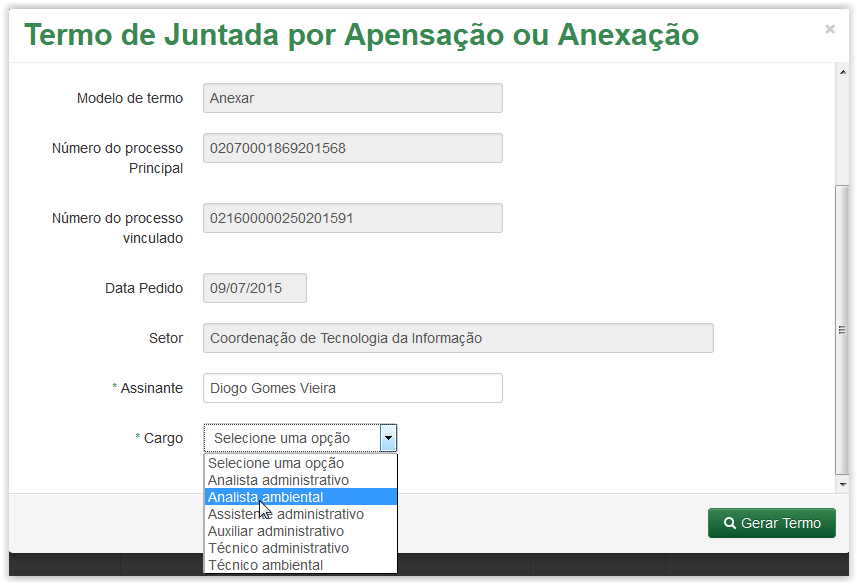 Termo de Juntada por Apensação ou Anexação
×
Modelo de termo
Anexar
Número do processo
Principal
02070001869201568
Número do processo
vinculado
021600000250201591
Data Pedido
09/07/2015
Setor
Coordenação de Tecnologia da Informação
* Assinante
Diogo Gomes Vieira
* Cargo
Selecione uma opção
Selecione uma opção
Analista administrativo
Analista ambiental
Assistente administrativo
Auxiliar administrativo
Técnico administrativo
Técnico ambiental
Gerar Termo